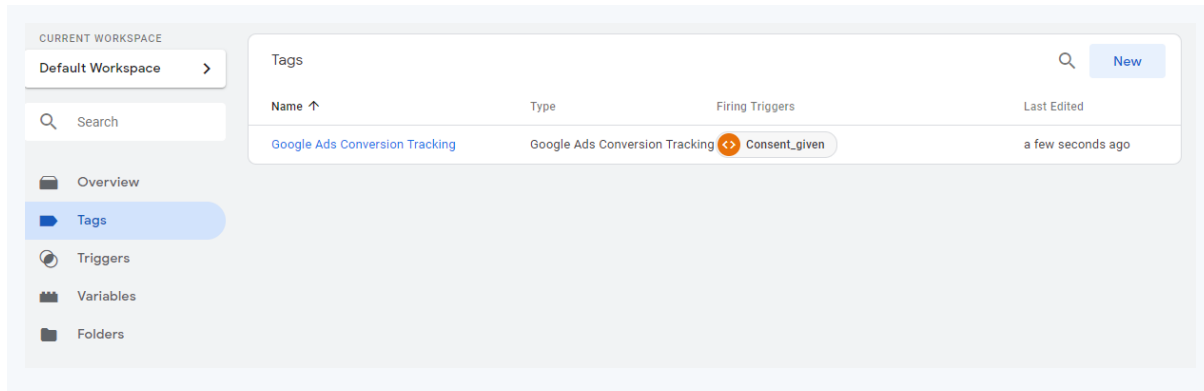 CURRENT WORKSPACE
Default Workspace
Search
Overview
Tags
Triggers
Variables
Folders
Tags
New
Name Type Firing Triggers Last Edited
Google Ads Conversion Tracking Google Ads Conversion Tracking Consent_given a few seconds ago